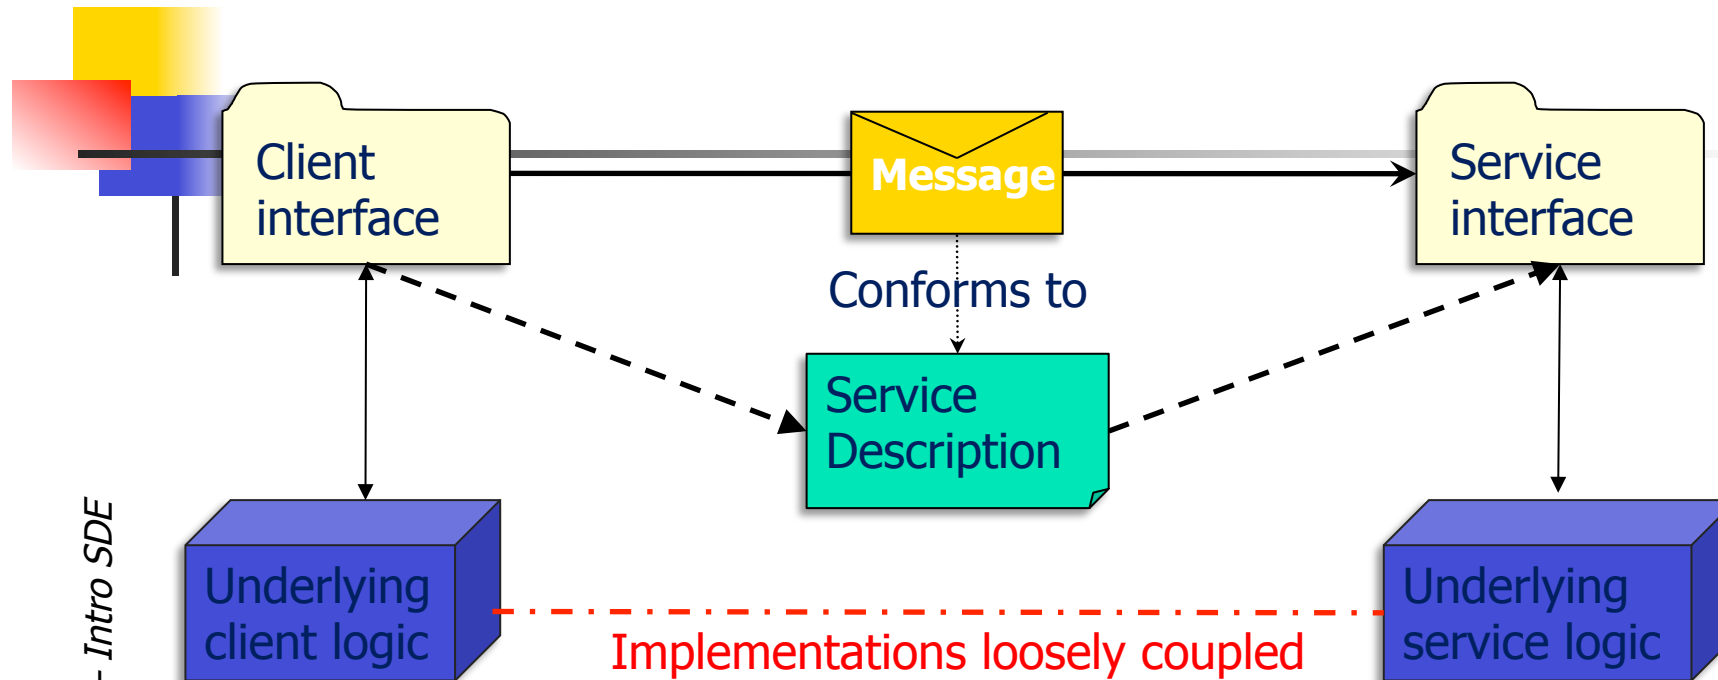 Client
interface
Message
Service
interface
Conforms to
Service
Description
- Intro SDE
Underlying
client logic
Implementations loosely coupled
Underlying
service logic